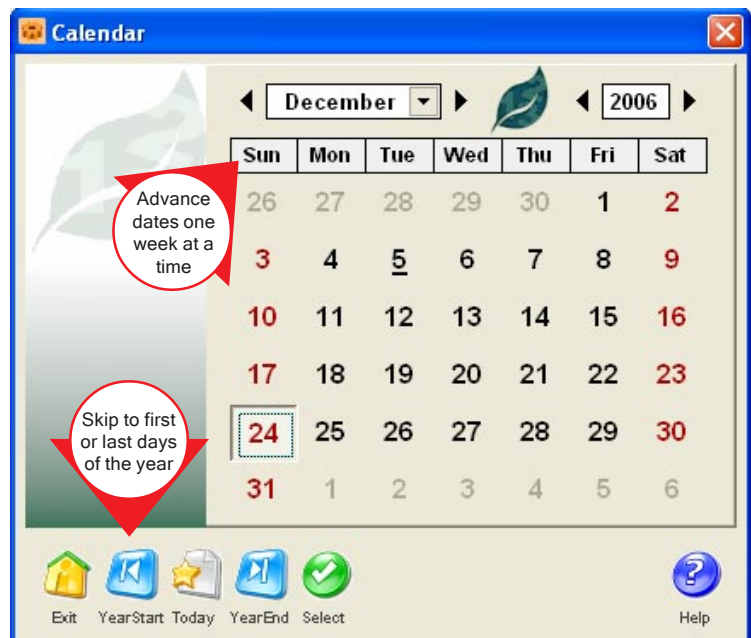 Calendar
December 2006
Sun Mon Tue Wed Thu Fri Sat
26 27 28 29 30 1 2
3 4 5 6 7 8 9
10 11 12 13 14 15 16
17 18 19 20 21 22 23
24 25 26 27 28 29 30
31 1 2 3 4 5 6
Advance
dates one
week at a
time
Skip to first
or last days
of the year
Exit YearStart Today YearEnd Select Help